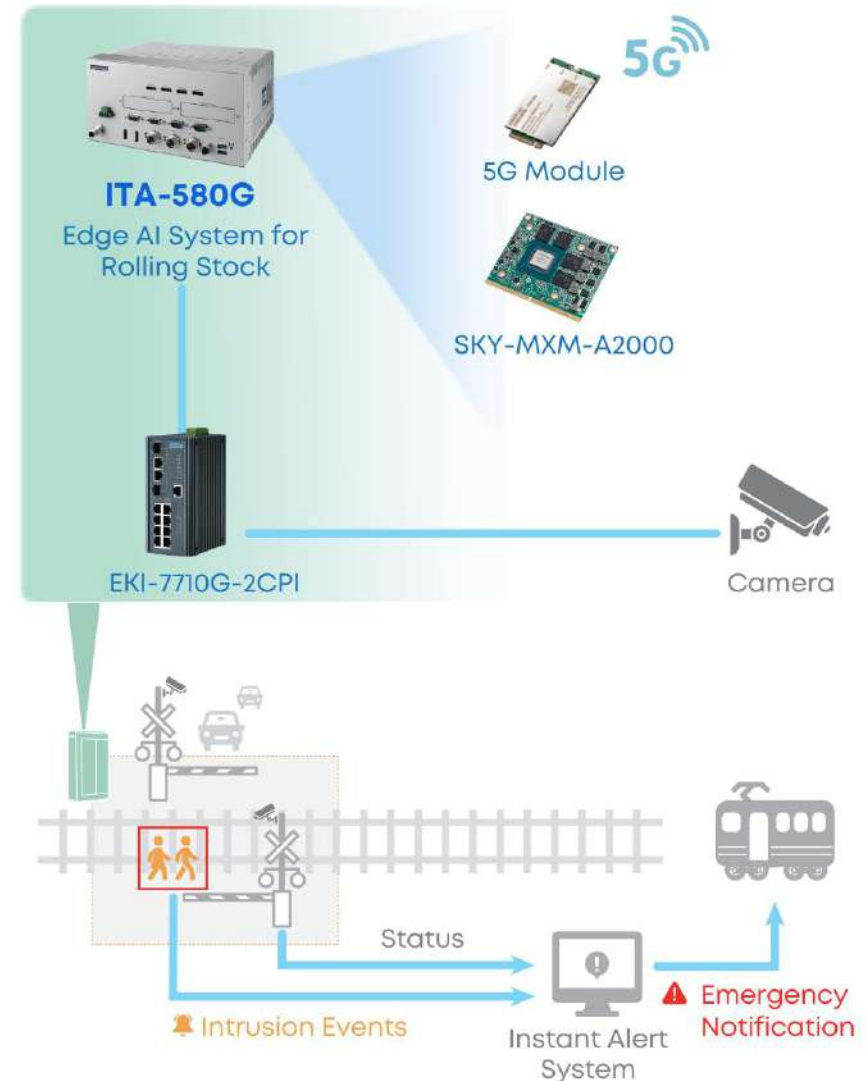 5G
5G Module
ITA-580G
Edge AI System for
Rolling Stock
SKY-MXM-A2000
EKI-7710G-2CPI
Camera
Status
Intrusion Events
Instant Alert
System
Emergency
Notification